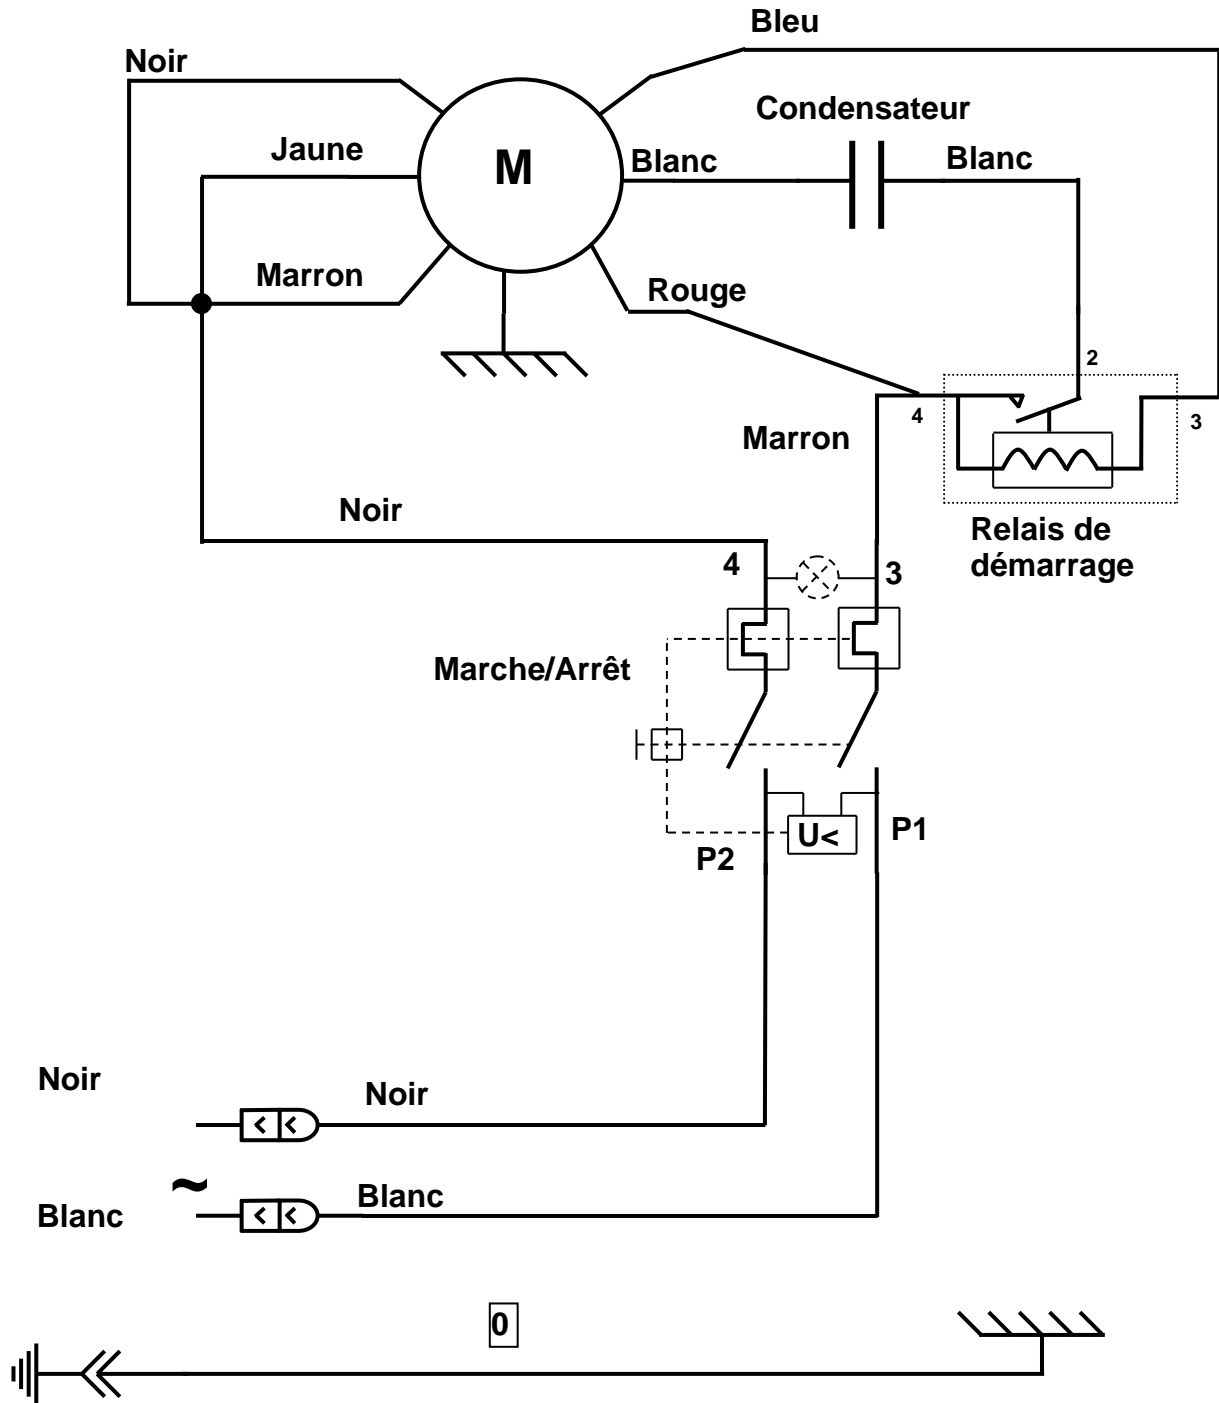 Bleu
Noir
Condensateur
Jaune
M
Blanc
Blanc
Marron
Rouge
2
4
3
Marron
Noir
Relais de
démarrage
4
3
Marche/Arrêt
U<
P1
P2
Noir
Noir
~
Blanc
Blanc
0